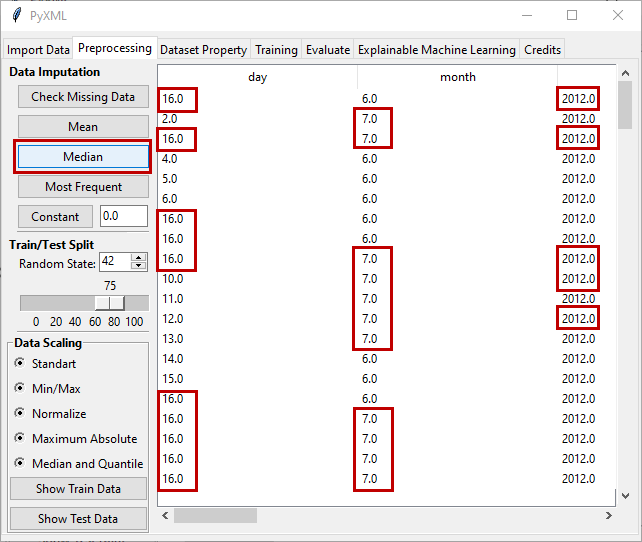 PyXML
Import Data Preprocessing Dataset Property Training Evaluate Explainable Machine Learning Credits
Data Imputation
Check Missing Data
Mean
Median
Most Frequent
Constant 0.0
Train/Test Split
Random State: 42
75
0 20 40 60 80 100
Data Scaling
Standart
Min/Max
Normalize
Maximum Absolute
Median and Quantile
Show Train Data
Show Test Data
day month
16.0 6.0 2012.0
2.0 7.0 2012.0
16.0 7.0 2012.0
4.0 6.0 2012.0
5.0 6.0 2012.0
6.0 6.0 2012.0
16.0 6.0 2012.0
16.0 6.0 2012.0
16.0 7.0 2012.0
10.0 7.0 2012.0
11.0 7.0 2012.0
12.0 7.0 2012.0
13.0 7.0 2012.0
14.0 6.0 2012.0
15.0 6.0 2012.0
16.0 6.0 2012.0
16.0 7.0 2012.0
16.0 7.0 2012.0
16.0 7.0 2012.0
16.0 7.0 2012.0